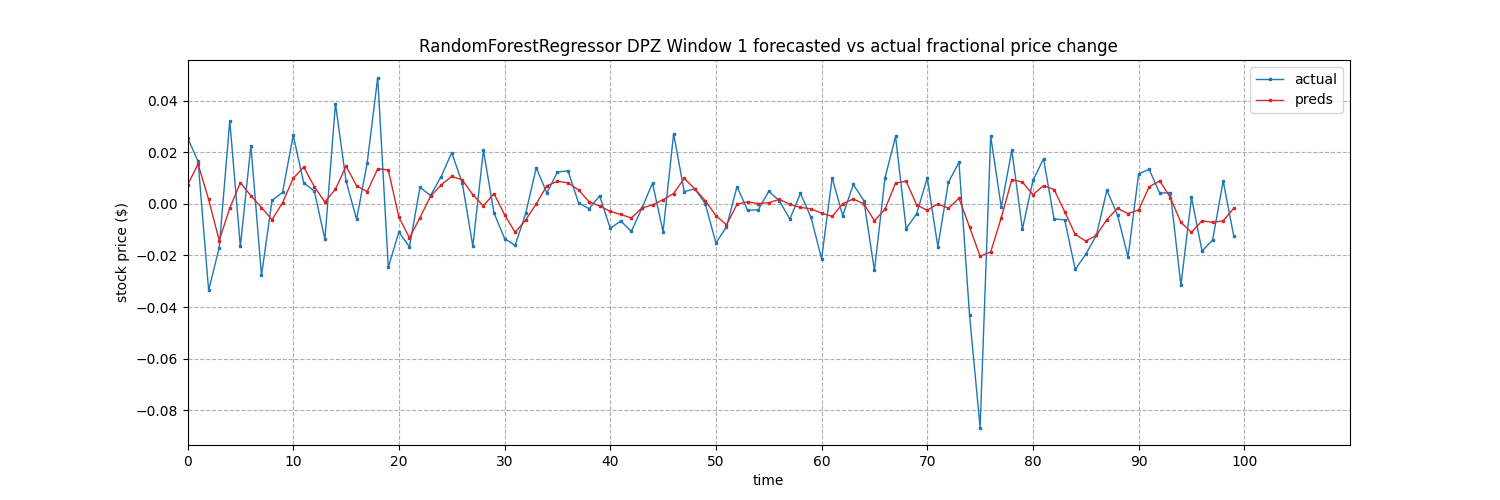 RandomForestRegressor DPZ Window 1 forecasted vs actual fractional price change
actual
preds
stock price ($)
0.04
0.02
0.00
−0.02
−0.04
−0.06
−0.08
0 10 20 30 40 50 60 70 80 90 100
time